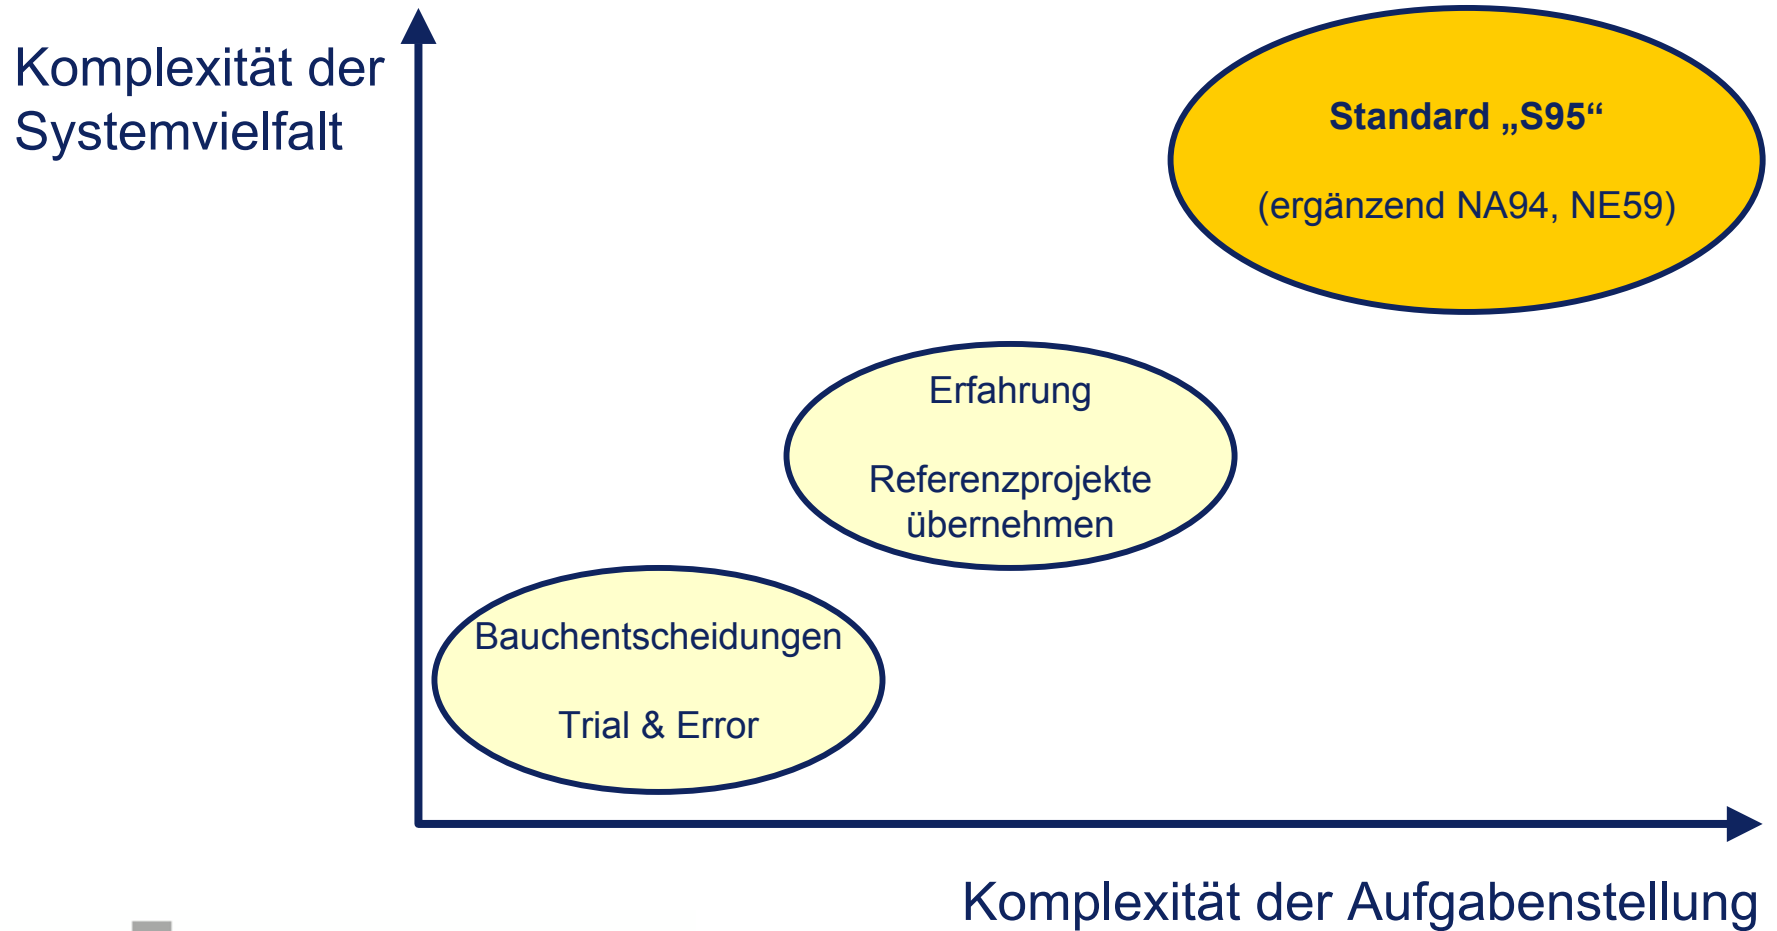 Komplexität der
Systemvielfalt
Standard „S95“
(ergänzend NA94, NE59)
Erfahrung
Referenzprojekte
übernehmen
Bauchentscheidungen
Trial & Error
Komplexität der Aufgabenstellung